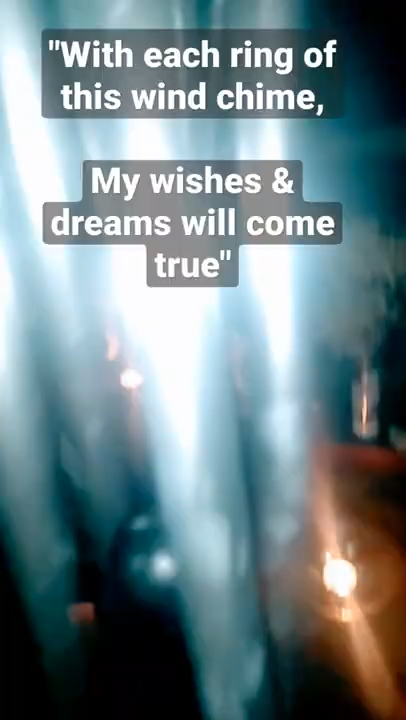 "With each ring of
this wind chime,
My wishes &
dreams will come
true"